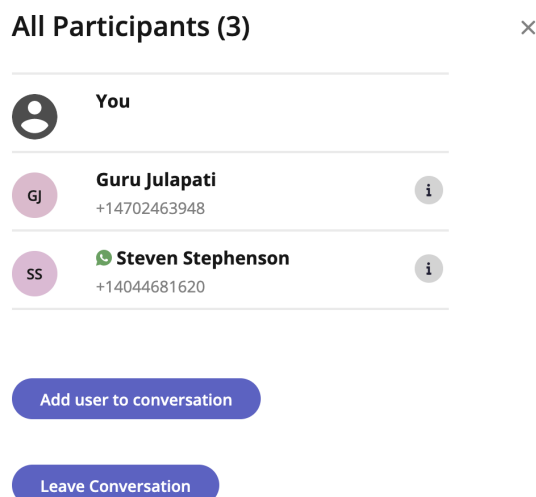 All Participants (3)
You
GJ
Guru Julapati
+14702463948
i
SS
Steven Stephenson
+14044681620
i
Add user to conversation
Leave Conversation